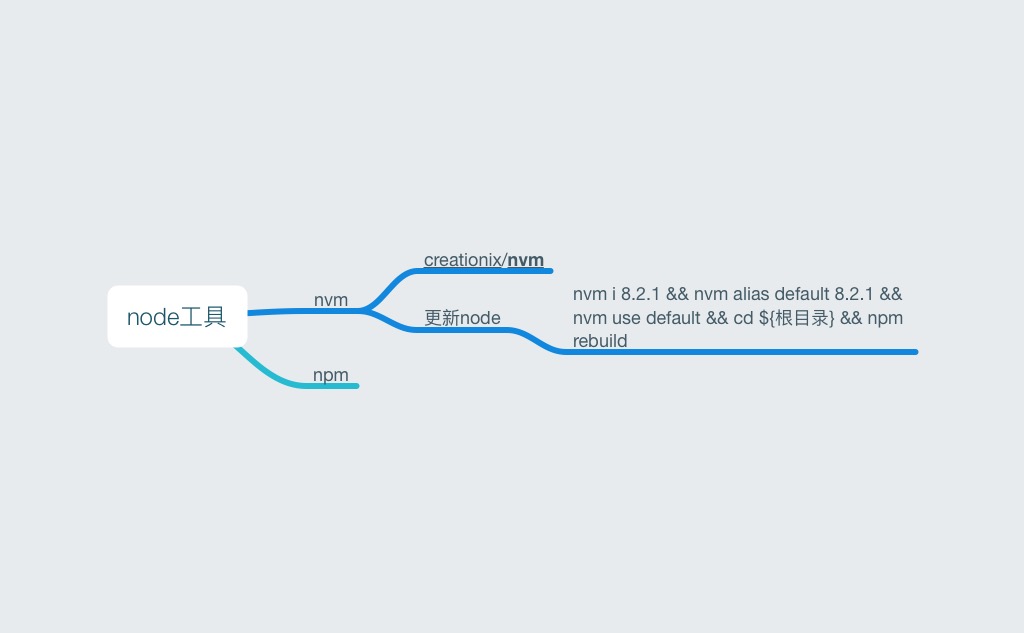 node工具
nvm
creationix/nvm
更新node
nvm i 8.2.1 && nvm alias default 8.2.1 &&
nvm use default && cd ${根目录} && npm
rebuild
npm